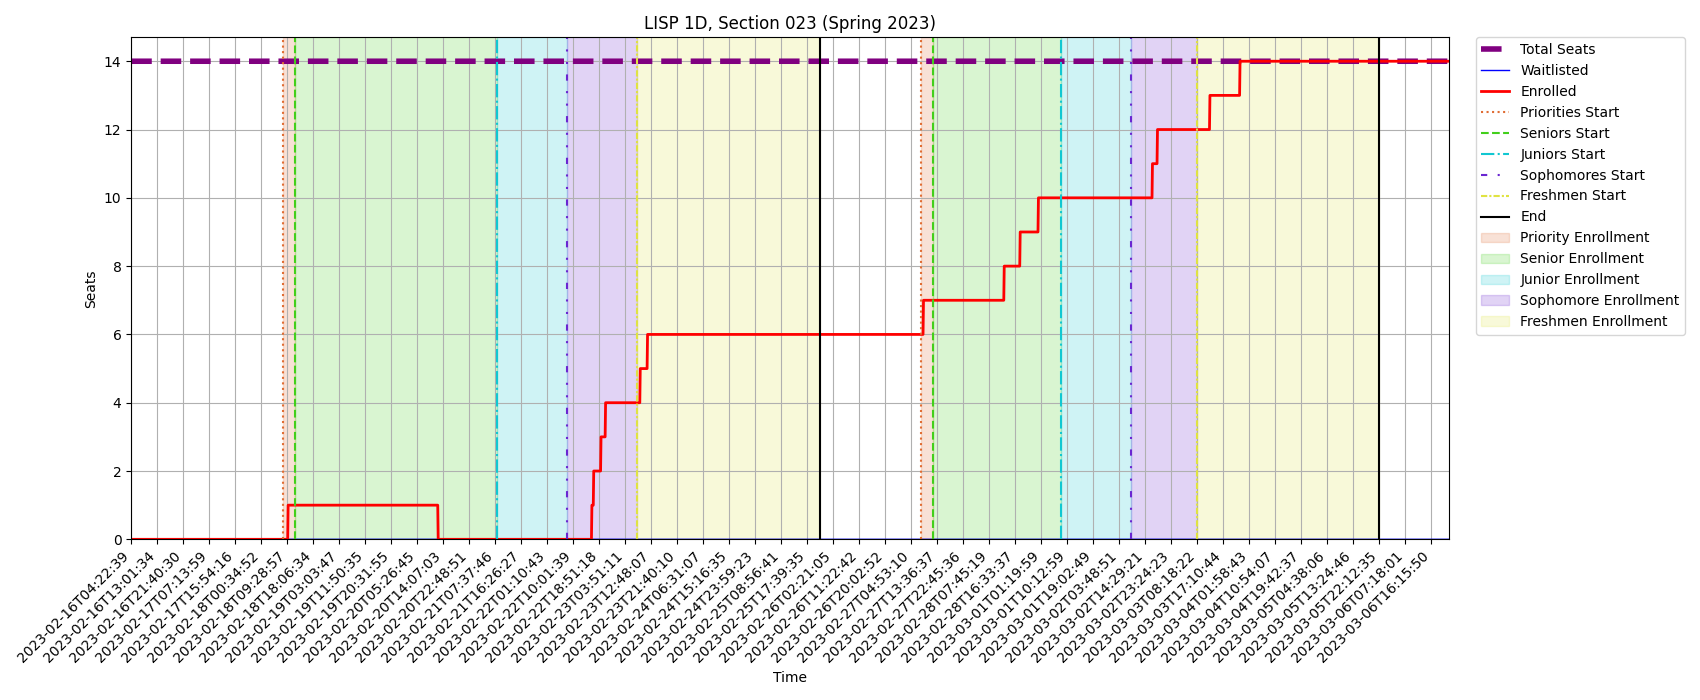 LISP 1D, Section 023 (Spring 2023)
Seats
14
12
10
8
6
4
2
0
2023-02-16T04:22:39
2023-02-16T13:01:34
2023-02-16T21:40:30
2023-02-17T07:13:59
2023-02-17T15:54:16
2023-02-18T00:34:52
2023-02-18T09:28:57
2023-02-18T18:06:34
2023-02-19T03:03:47
2023-02-19T11:50:35
2023-02-19T20:31:55
2023-02-20T05:26:45
2023-02-20T14:07:03
2023-02-20T22:48:51
2023-02-21T07:37:46
2023-02-21T16:26:27
2023-02-22T01:10:43
2023-02-22T10:01:39
2023-02-22T18:51:18
2023-02-23T03:51:11
2023-02-23T12:48:07
2023-02-23T21:40:10
2023-02-24T06:31:07
2023-02-24T15:16:35
2023-02-24T23:59:23
2023-02-25T08:56:41
2023-02-25T17:39:35
2023-02-26T02:21:05
2023-02-26T11:22:42
2023-02-26T20:02:52
2023-02-27T04:53:10
2023-02-27T13:36:37
2023-02-27T22:45:36
2023-02-28T07:45:19
2023-02-28T16:33:37
2023-03-01T01:19:59
2023-03-01T10:12:59
2023-03-01T19:02:49
2023-03-02T03:48:51
2023-03-02T14:29:21
2023-03-02T23:24:23
2023-03-03T08:18:22
2023-03-03T17:10:44
2023-03-04T01:58:43
2023-03-04T10:54:07
2023-03-04T19:42:37
2023-03-05T04:38:06
2023-03-05T13:24:46
2023-03-05T22:12:35
2023-03-06T07:18:01
2023-03-06T16:15:50
Time
Total Seats
Waitlisted
Enrolled
Priorities Start
Seniors Start
Juniors Start
Sophomores Start
Freshmen Start
End
Priority Enrollment
Senior Enrollment
Junior Enrollment
Sophomore Enrollment
Freshmen Enrollment